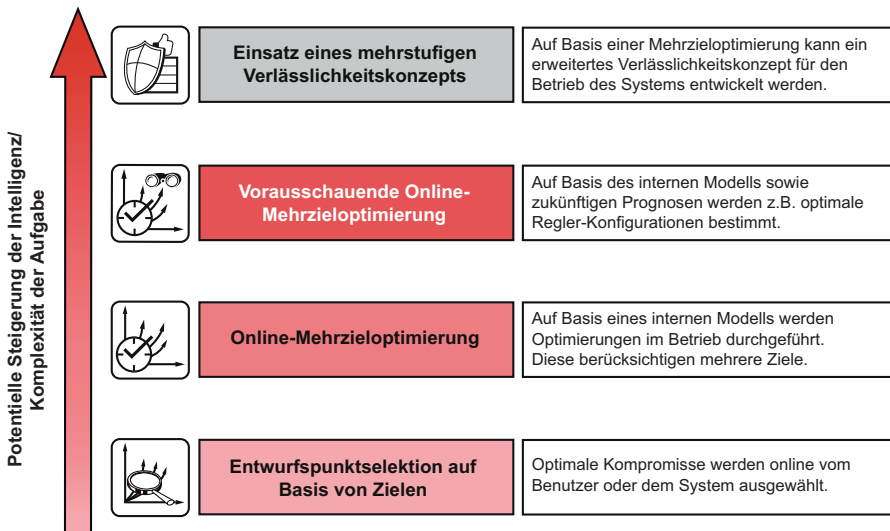 Potentielle Steigerung der Intelligenz/
Komplexität der Aufgabe
Einsatz eines mehrstufigen
Verlässlichkeitskonzepts
Auf Basis einer Mehrzieloptimierung kann ein
erweitertes Verlässlichkeitskonzept für den
Betrieb des Systems entwickelt werden.
Vorausschauende Online-
Mehrzieloptimierung
Auf Basis des internen Modells sowie
zukünftigen Prognosen werden z.B. optimale
Regler-Konfigurationen bestimmt.
Online-Mehrzieloptimierung
Auf Basis eines internen Modells werden
Optimierungen im Betrieb durchgeführt.
Diese berücksichtigen mehrere Ziele.
Entwurfspunktselektion auf
Basis von Zielen
Optimale Kompromisse werden online vom
Benutzer oder dem System ausgewählt.